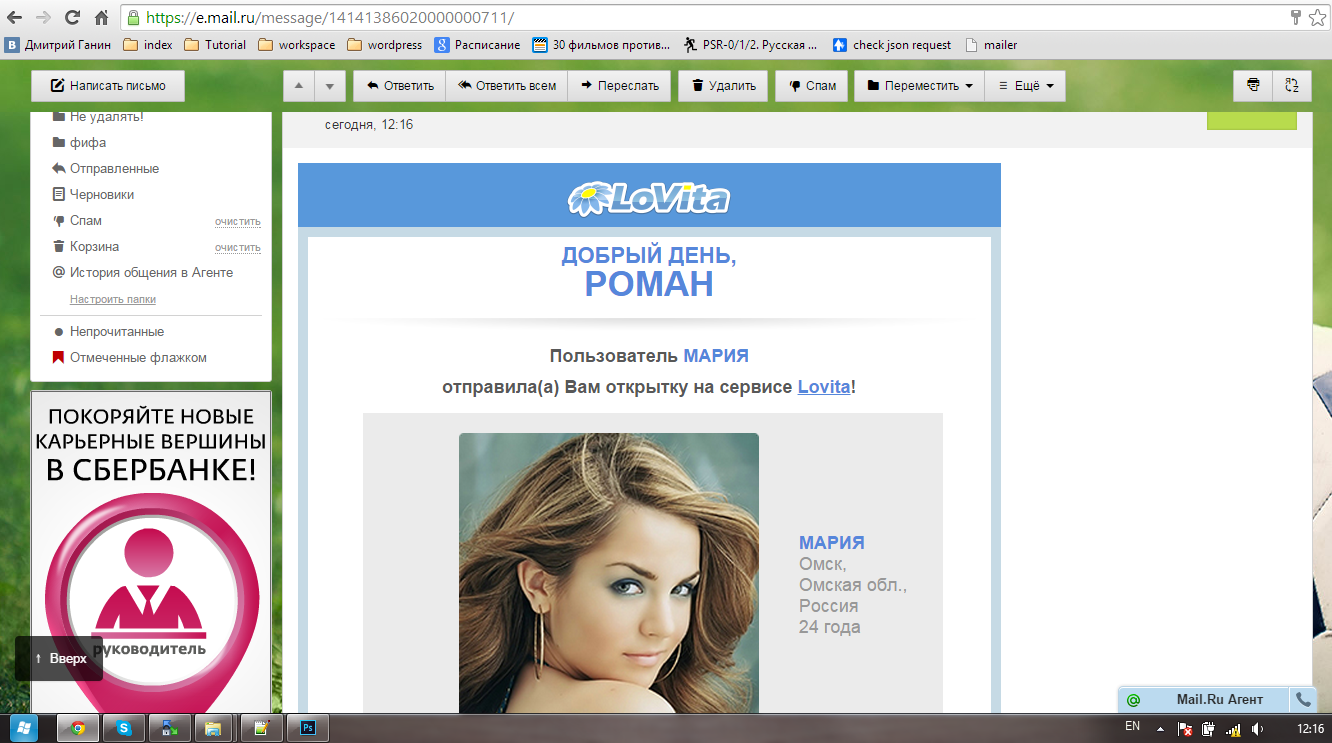 https://e.mail.ru/message/14141386020000000711/
Дмитрий Ганин index Tutorial workspace wordpress Расписание 30 фильмов против... PSR-0/1/2. Русская ... check json request mailer
Написать письмо
Ответить Ответить всем Переслать Удалить Спам Переместить Ещё
Не удалять!
фифа
Отправленные
Черновики
Спам очистить
Корзина очистить
История общения в Агенте
Настроить папки
Непрочитанные
Отмеченные флажком
ПОКОРЯЙТЕ НОВЫЕ
КАРЬЕРНЫЕ ВЕРШИНЫ
В СБЕРБАНКЕ!
руководитель
↑ Вверх
сегодня, 12:16
LoVita
ДОБРЫЙ ДЕНЬ,
РОМАН
Пользователь МАРИЯ
отправила(а) Вам открытку на сервисе Lovita!
МАРИЯ
Омск,
Омская обл.,
Россия
24 года
Mail.Ru Агент
EN 12:16